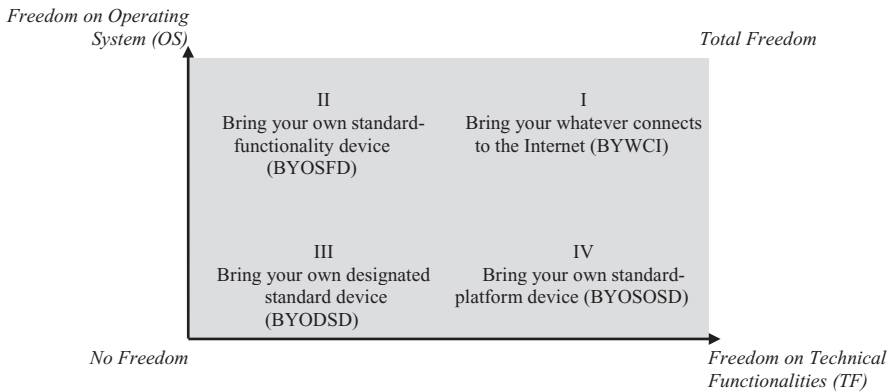 Freedom on Operating
System (OS)
Total Freedom
II
Bring your own standard-
functionality device
(BYOSFD)
I
Bring your whatever connects
to the Internet (BYWCI)
III
Bring your own designated
standard device
(BYODSD)
IV
Bring your own standard-
platform device (BYOSOSD)
No Freedom
Freedom on Technical
Functionalities (TF)